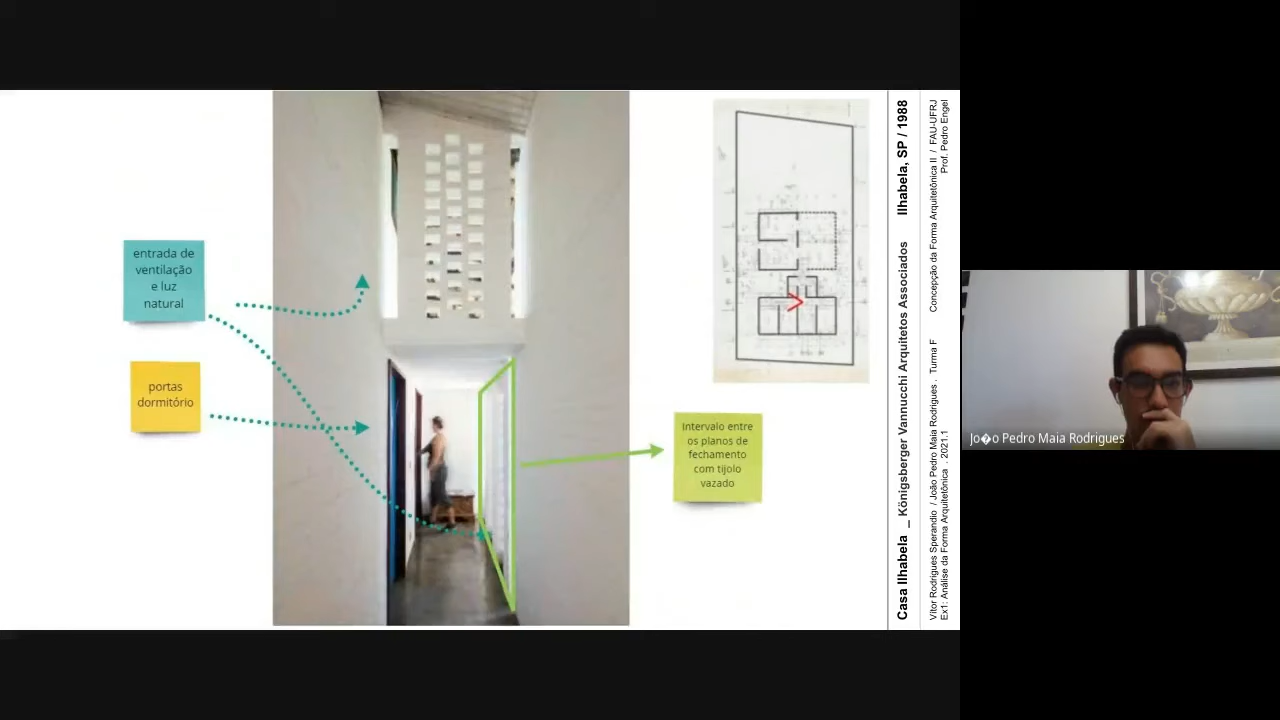 entrada de
ventilação
e luz
natural
portas
dormitório
Intervalo entre
os planos de
fechamento
com tijolo
vazado
Casa Ilhabela _ Königsberger Vannucchi Arquitetos Associados Ilhabela, SP / 1988
Vitor Rodrigues Sperandio / João Pedro Maia Rodrigues . Turma F Concepção da Forma Arquitetônica II / FAU-UFRJ
Ex1: Análise da Forma Arquitetônica . 2021.1 Prof. Pedro Engel
Jo�o Pedro Maia Rodrigues